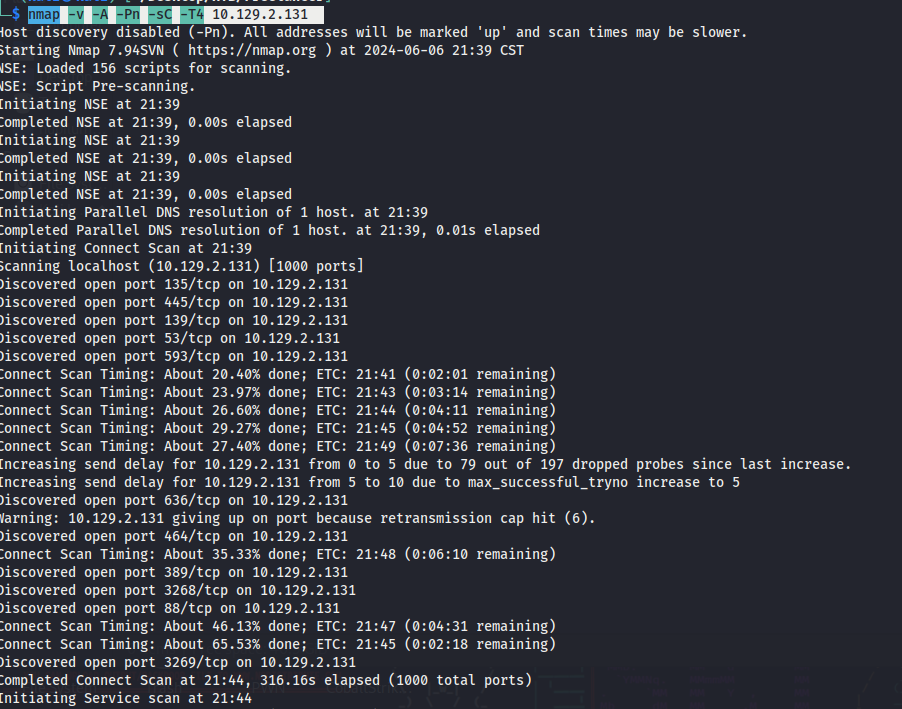 └─$ nmap -v -A -Pn -sC -T4 10.129.2.131
Host discovery disabled (-Pn). All addresses will be marked 'up' and scan times may be slower.
Starting Nmap 7.94SVN ( https://nmap.org ) at 2024-06-06 21:39 CST
NSE: Loaded 156 scripts for scanning.
NSE: Script Pre-scanning.
Initiating NSE at 21:39
Completed NSE at 21:39, 0.00s elapsed
Initiating NSE at 21:39
Completed NSE at 21:39, 0.00s elapsed
Initiating NSE at 21:39
Completed NSE at 21:39, 0.00s elapsed
Initiating Parallel DNS resolution of 1 host. at 21:39
Completed Parallel DNS resolution of 1 host. at 21:39, 0.01s elapsed
Initiating Connect Scan at 21:39
Scanning localhost (10.129.2.131) [1000 ports]
Discovered open port 135/tcp on 10.129.2.131
Discovered open port 445/tcp on 10.129.2.131
Discovered open port 139/tcp on 10.129.2.131
Discovered open port 53/tcp on 10.129.2.131
Discovered open port 593/tcp on 10.129.2.131
Connect Scan Timing: About 20.40% done; ETC: 21:41 (0:02:01 remaining)
Connect Scan Timing: About 23.97% done; ETC: 21:43 (0:03:14 remaining)
Connect Scan Timing: About 26.60% done; ETC: 21:44 (0:04:11 remaining)
Connect Scan Timing: About 29.27% done; ETC: 21:45 (0:04:52 remaining)
Connect Scan Timing: About 27.40% done; ETC: 21:49 (0:07:36 remaining)
Increasing send delay for 10.129.2.131 from 0 to 5 due to 79 out of 197 dropped probes since last increase.
Increasing send delay for 10.129.2.131 from 5 to 10 due to max_successful_tryno increase to 5
Discovered open port 636/tcp on 10.129.2.131
Warning: 10.129.2.131 giving up on port because retransmission cap hit (6).
Discovered open port 464/tcp on 10.129.2.131
Connect Scan Timing: About 35.33% done; ETC: 21:48 (0:06:10 remaining)
Discovered open port 389/tcp on 10.129.2.131
Discovered open port 3268/tcp on 10.129.2.131
Discovered open port 88/tcp on 10.129.2.131
Connect Scan Timing: About 46.13% done; ETC: 21:47 (0:04:31 remaining)
Connect Scan Timing: About 65.53% done; ETC: 21:45 (0:02:18 remaining)
Discovered open port 3269/tcp on 10.129.2.131
Completed Connect Scan at 21:44, 316.16s elapsed (1000 total ports)
Initiating Service scan at 21:44